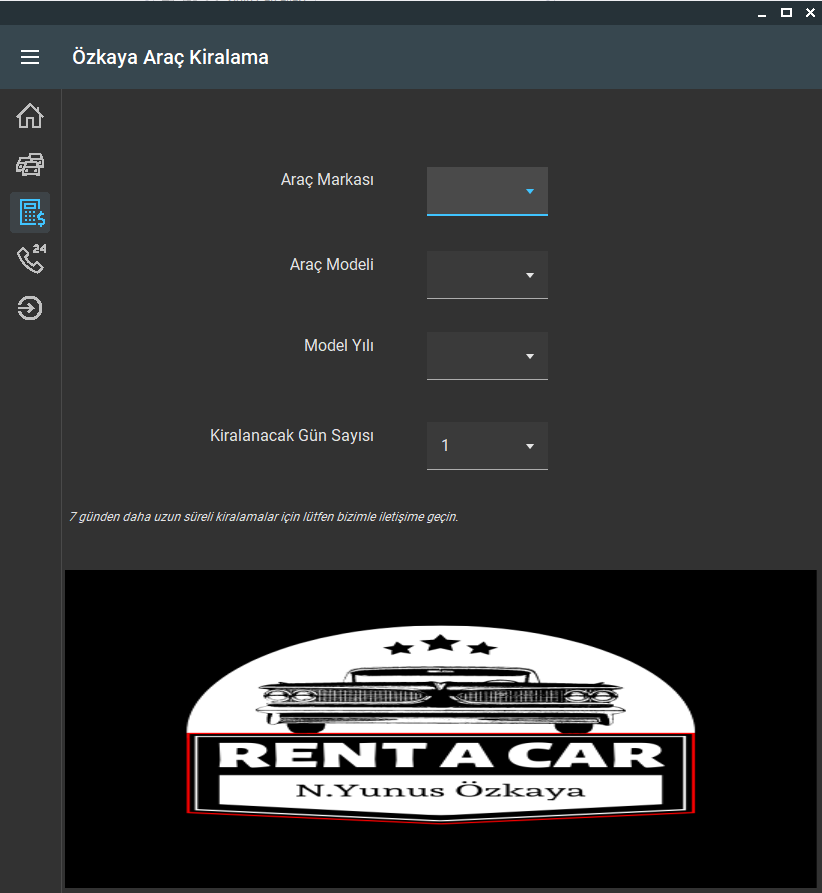 Özkaya Araç Kiralama
Araç Markası
Araç Modeli
24
Model Yılı
Kiralanacak Gün Sayısı
1
7 günden daha uzun süreli kiralamalar için lütfen bizimle iletişime geçin.
RENT A CAR
N.Yunus Özkaya